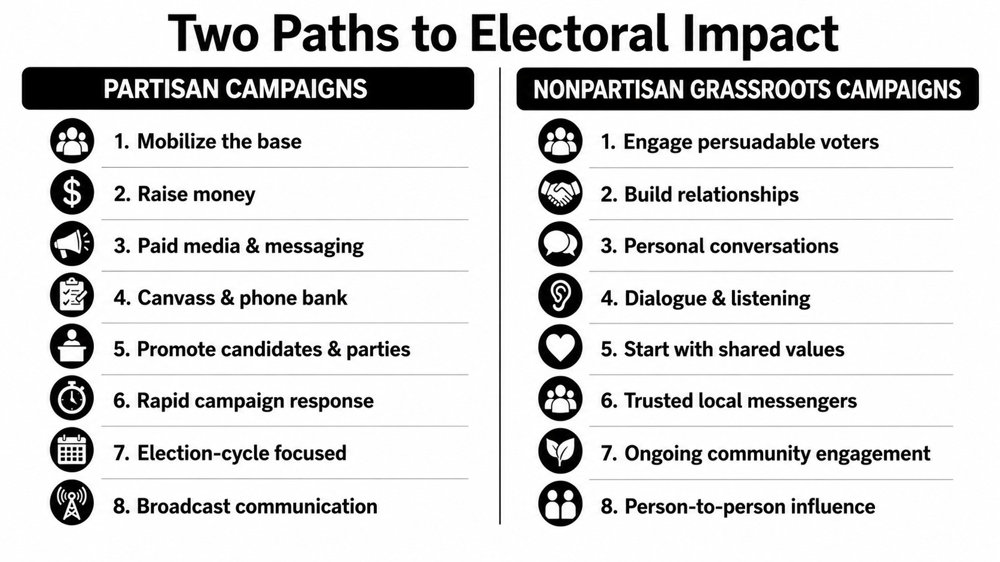 Two Paths to Electoral Impact
PARTISAN CAMPAIGNS
1. Mobilize the base
2. Raise money
3. Paid media & messaging
4. Canvass & phone bank
5. Promote candidates & parties
6. Rapid campaign response
7. Election-cycle focused
8. Broadcast communication
NONPARTISAN GRASSROOTS CAMPAIGNS
1. Engage persuadable voters
2. Build relationships
3. Personal conversations
4. Dialogue & listening
5. Start with shared values
6. Trusted local messengers
7. Ongoing community engagement
8. Person-to-person influence